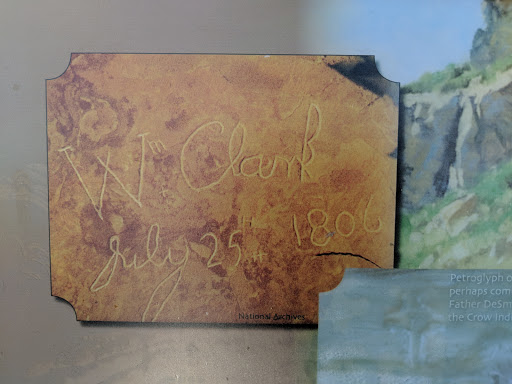 Wm Clark
July 25th 1806
National Archives
Petroglyph
perhaps com
Father DeSm
the Crow Ind